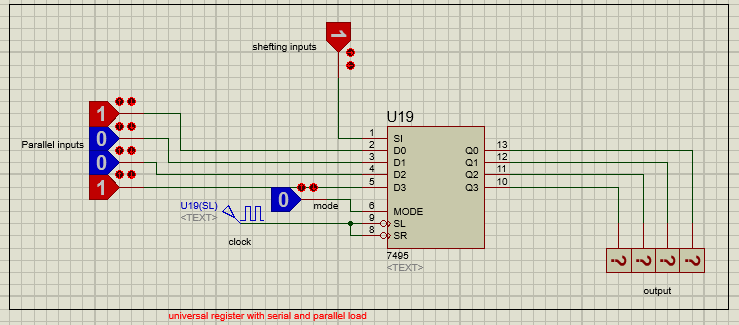 1
shefting inputs
U19
1
0
0
1
Parallel inputs
1 SI
2 D0 Q0 13
3 D1 Q1 12
4 D2 Q2 11
5 D3 Q3 10
0
mode
6 MODE
U19(SL)
<TEXT>
9 SL
8 SR
clock
7495
<TEXT>
? ? ? ?
output
universal register with serial and parallel load